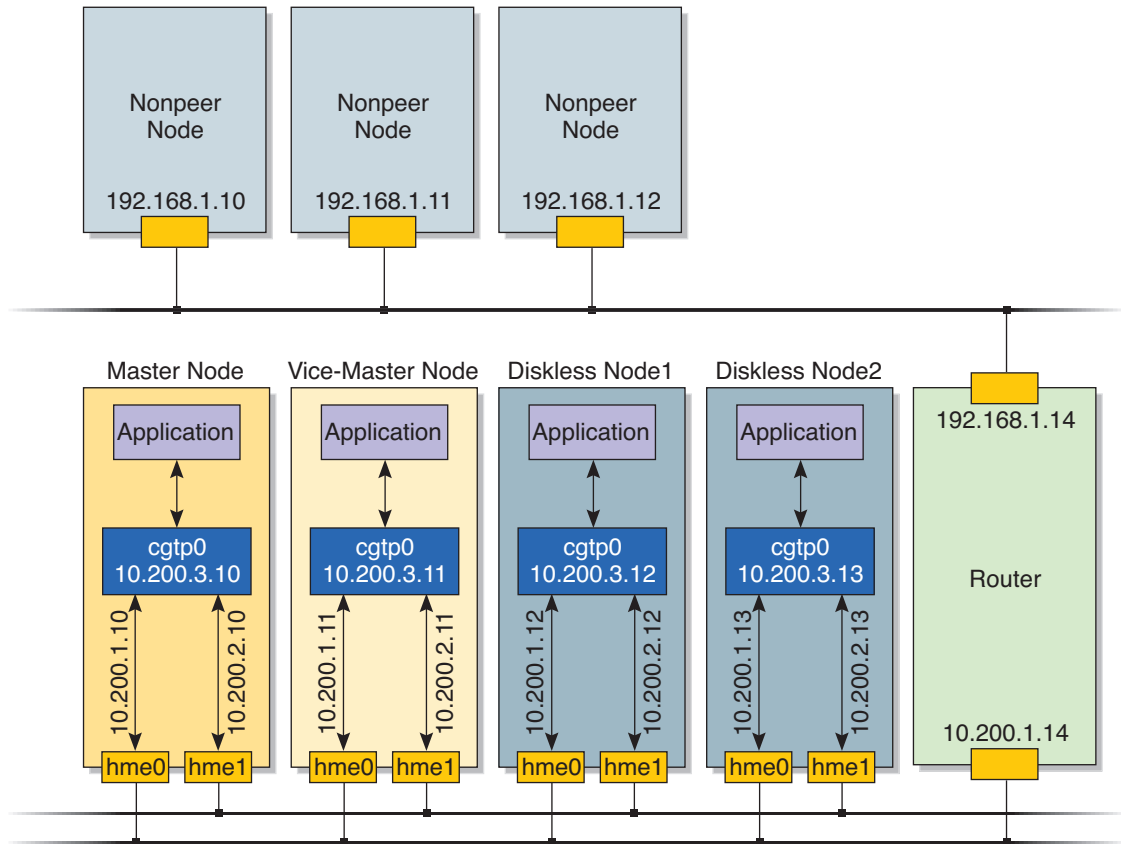 Nonpeer
Node
192.168.1.10
Nonpeer
Node
192.168.1.11
Nonpeer
Node
192.168.1.12
Master Node
Application
cgtp0
10.200.3.10
10.200.1.10
10.200.2.10
hme0
hme1
Vice-Master Node
Application
cgtp0
10.200.3.11
10.200.1.11
10.200.2.11
hme0
hme1
Diskless Node1
Application
cgtp0
10.200.3.12
10.200.1.12
10.200.2.12
hme0
hme1
Diskless Node2
Application
cgtp0
10.200.3.13
10.200.1.13
10.200.2.13
hme0
hme1
192.168.1.14
Router
10.200.1.14